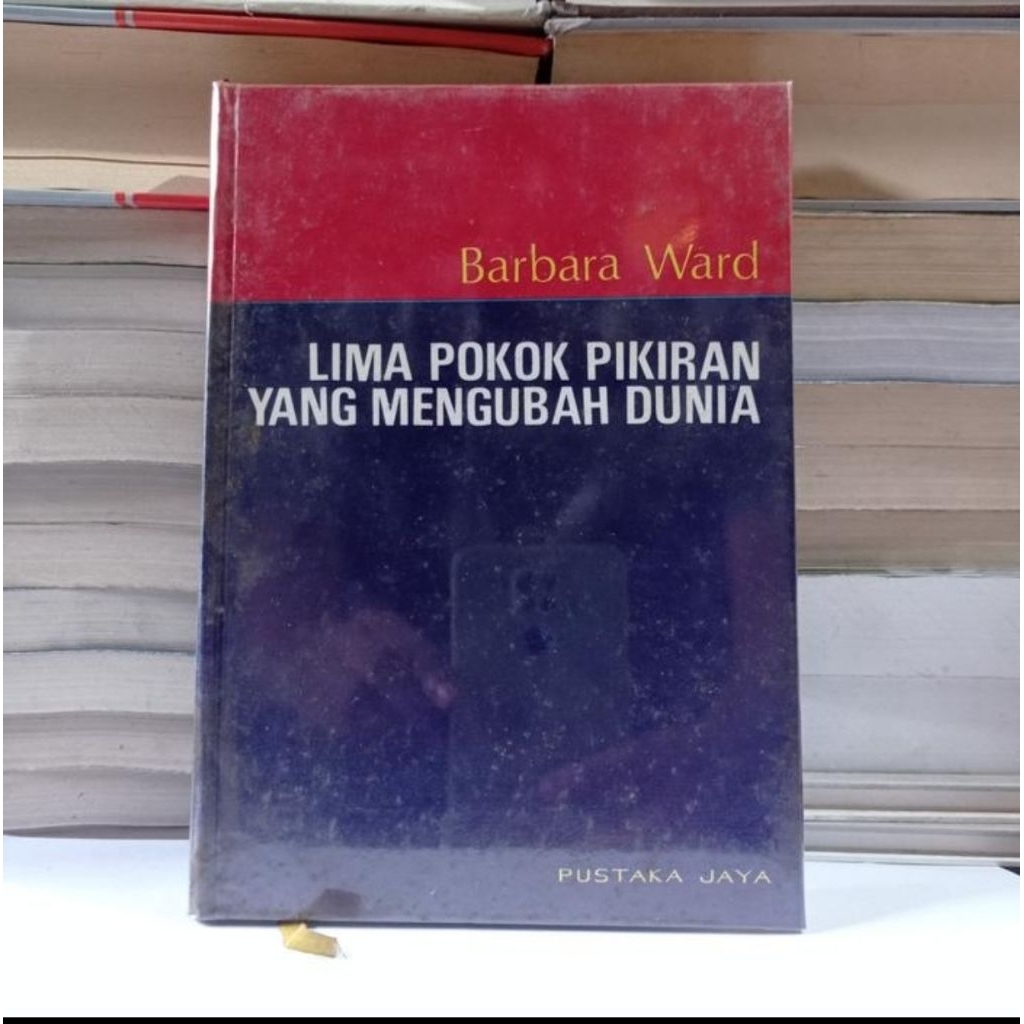 Barbara Ward
LIMA POKOK PIKIRAN
YANG MENGUBAH DUNIA
PUSTAKA JAYA